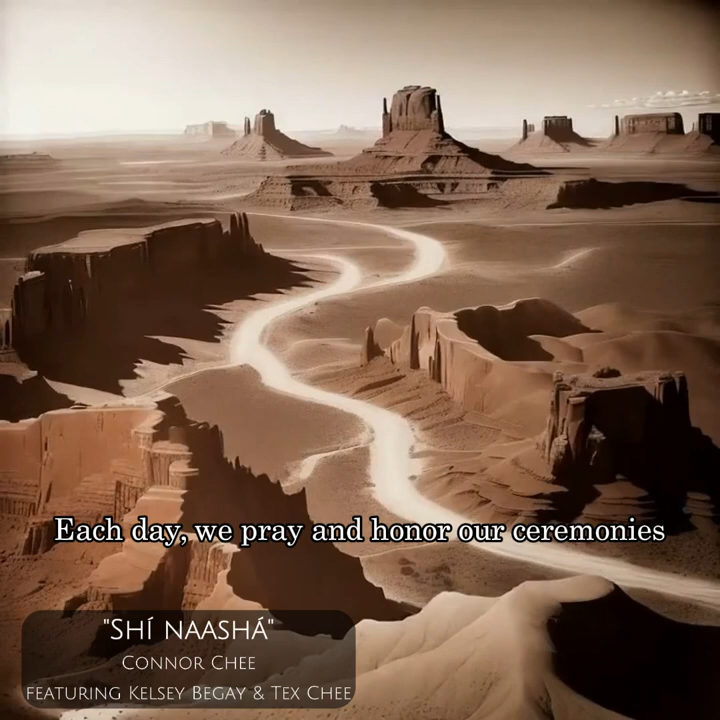 Each day, we pray and honor our ceremonies
"Shí naashá"
Connor Chee
featuring Kelsey Begay & Tex Chee